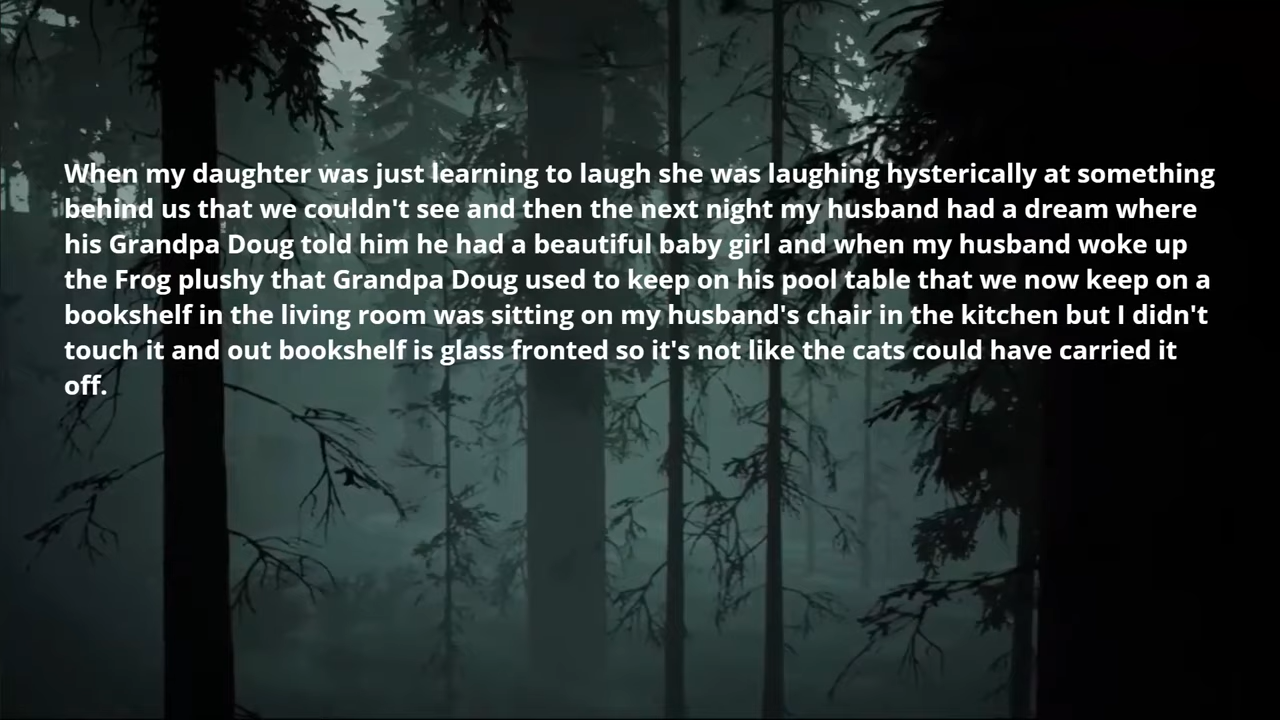 When my daughter was just learning to laugh she was laughing hysterically at something
behind us that we couldn't see and then the next night my husband had a dream where
his Grandpa Doug told him he had a beautiful baby girl and when my husband woke up
the Frog plushy that Grandpa Doug used to keep on his pool table that we now keep on a
bookshelf in the living room was sitting on my husband's chair in the kitchen but I didn't
touch it and out bookshelf is glass fronted so it's not like the cats could have carried it
off.